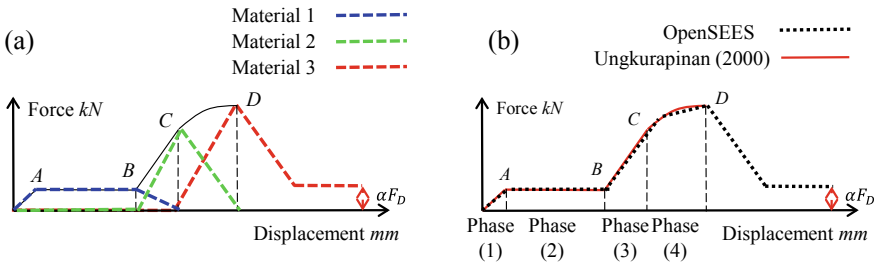 (a)
Material 1
Material 2
Material 3
Force kN
A
B
C
D
αF_D
Displacement mm
(b)
OpenSEES
Ungkurapinan (2000)
Force kN
A
B
C
D
αF_D
Displacement mm
Phase (1)
Phase (2)
Phase (3)
Phase (4)